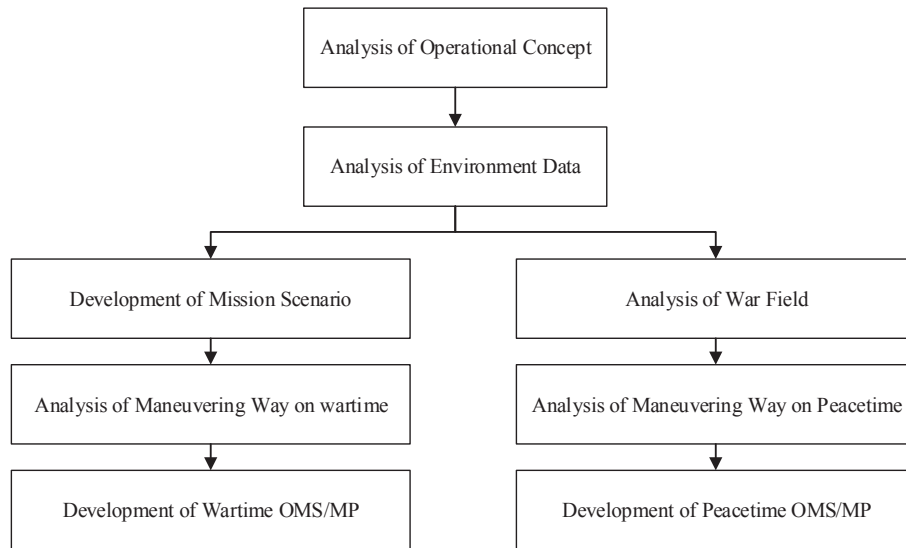 Analysis of Operational Concept
Analysis of Environment Data
Development of Mission Scenario
Analysis of War Field
Analysis of Maneuvering Way on wartime
Analysis of Maneuvering Way on Peacetime
Development of Wartime OMS/MP
Development of Peacetime OMS/MP